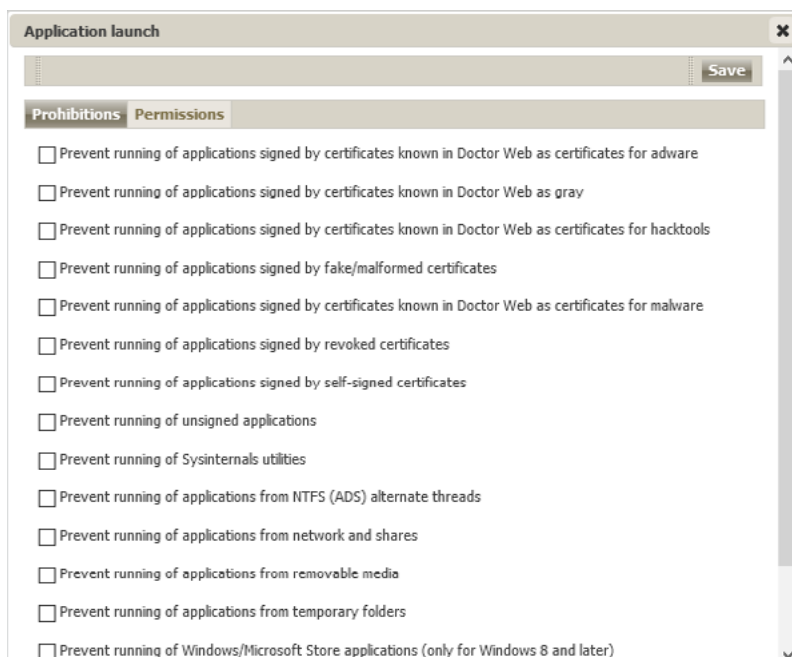 Application launch
Save
Prohibitions Permissions
Prevent running of applications signed by certificates known in Doctor Web as certificates for adware
Prevent running of applications signed by certificates known in Doctor Web as gray
Prevent running of applications signed by certificates known in Doctor Web as certificates for hacktools
Prevent running of applications signed by fake/malformed certificates
Prevent running of applications signed by certificates known in Doctor Web as certificates for malware
Prevent running of applications signed by revoked certificates
Prevent running of applications signed by self-signed certificates
Prevent running of unsigned applications
Prevent running of Sysinternals utilities
Prevent running of applications from NTFS (ADS) alternate threads
Prevent running of applications from network and shares
Prevent running of applications from removable media
Prevent running of applications from temporary folders
Prevent running of Windows/Microsoft Store applications (only for Windows 8 and later)